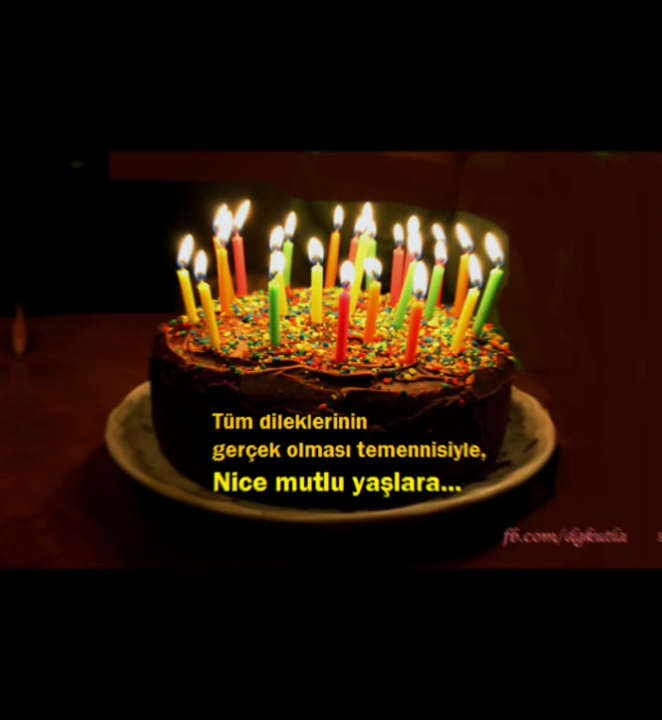 Tüm dileklerinin
gerçek olması temennisiyle,
Nice mutlu yaşlara...
fb.com/dgkutla